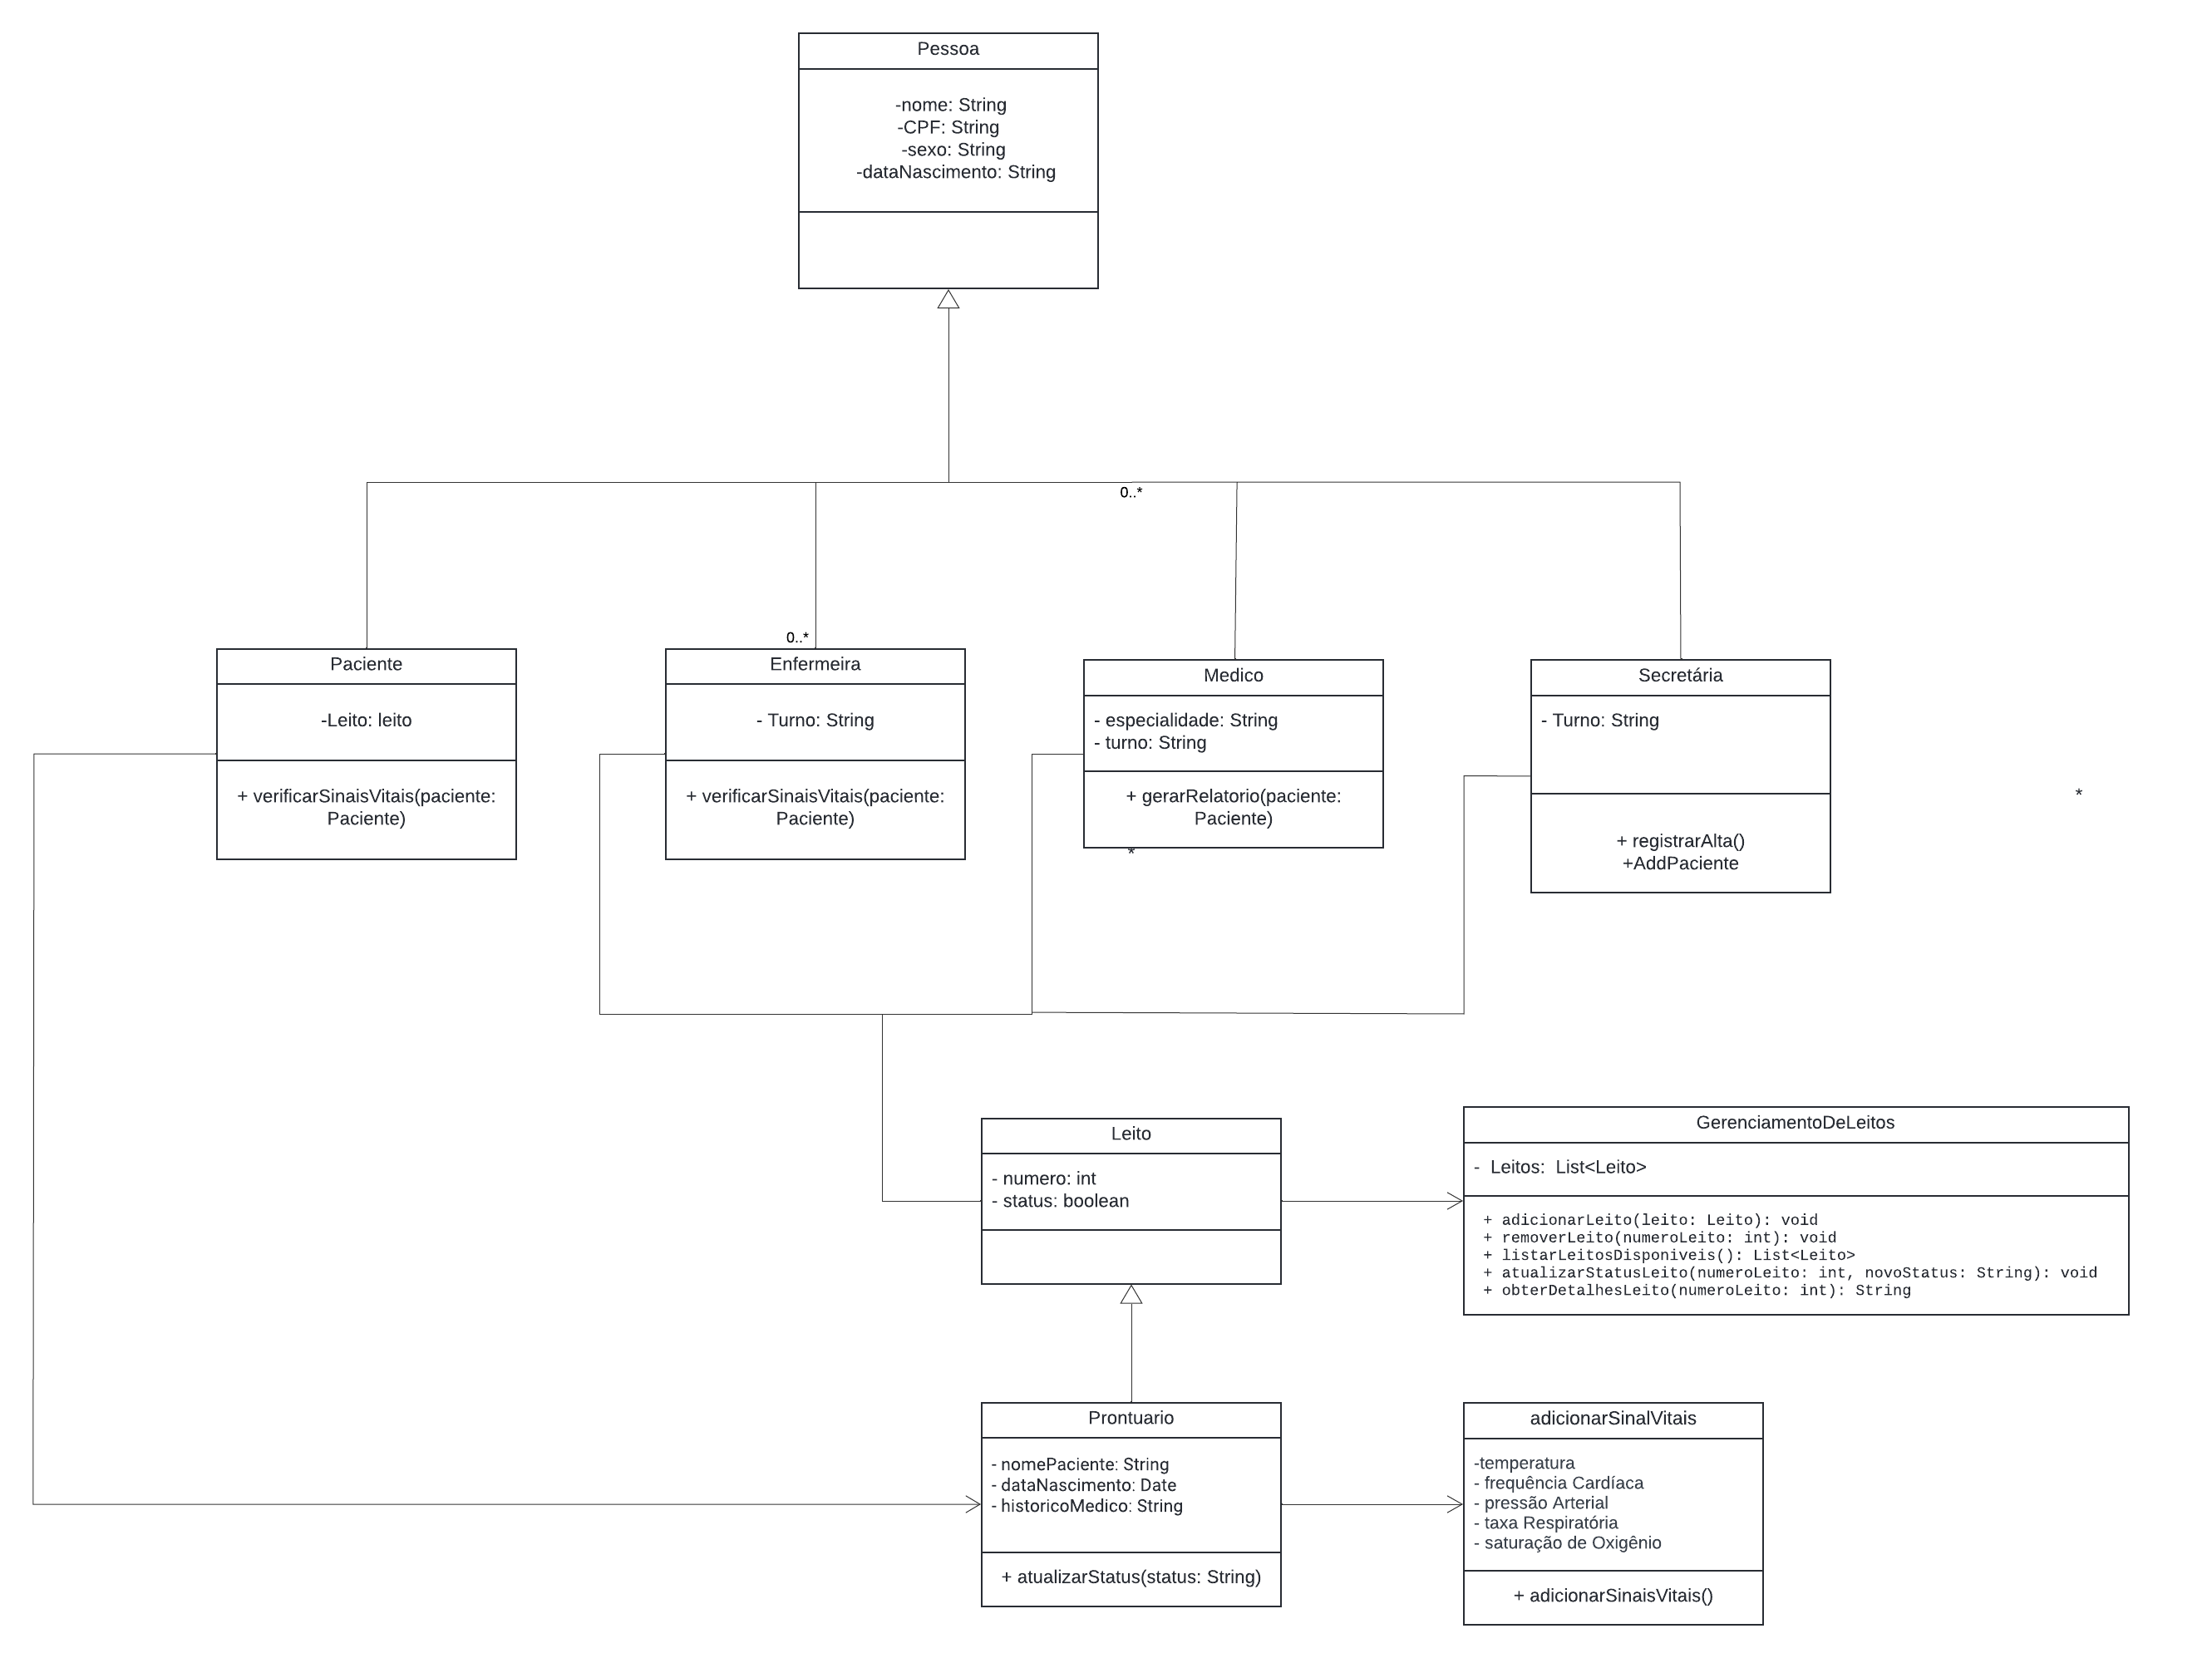 Pessoa
-nome: String
-CPF: String
-sexo: String
-dataNascimento: String
0..*
0..*
Paciente
-Leito: leito
+ verificarSinaisVitais(paciente:
Paciente)
Enfermeira
- Turno: String
+ verificarSinaisVitais(paciente:
Paciente)
Medico
- especialidade: String
- turno: String
+ gerarRelatorio(paciente:
Paciente)
*
Secretária
- Turno: String
+ registrarAlta()
+AddPaciente
*
Leito
- numero: int
- status: boolean
GerenciamentoDeLeitos
- Leitos: List<Leito>
+ adicionarLeito(leito: Leito): void
+ removerLeito(numeroLeito: int): void
+ listarLeitosDisponiveis(): List<Leito>
+ atualizarStatusLeito(numeroLeito: int, novoStatus: String): void
+ obterDetalhesLeito(numeroLeito: int): String
Prontuario
- nomePaciente: String
- dataNascimento: Date
- historicoMedico: String
+ atualizarStatus(status: String)
adicionarSinalVitais
-temperatura
- frequência Cardíaca
- pressão Arterial
- taxa Respiratória
- saturação de Oxigênio
+ adicionarSinaisVitais()